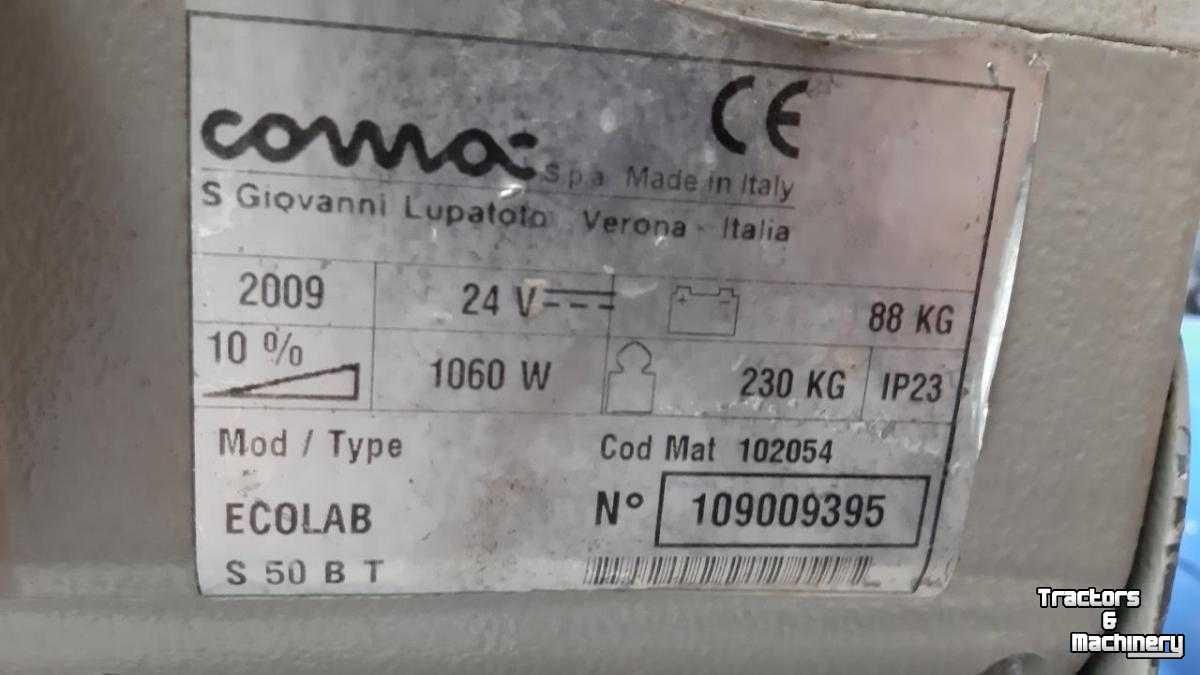 comac
CE
S.p.a. Made in Italy
S Giovanni Lupatoto Verona - Italia
2009 24 V + - 88 KG
10 % 1060 W 230 KG IP23
Mod / Type Cod Mat 102054
ECOLAB N° 109009395
S 50 B T
Tractors
&
Machinery